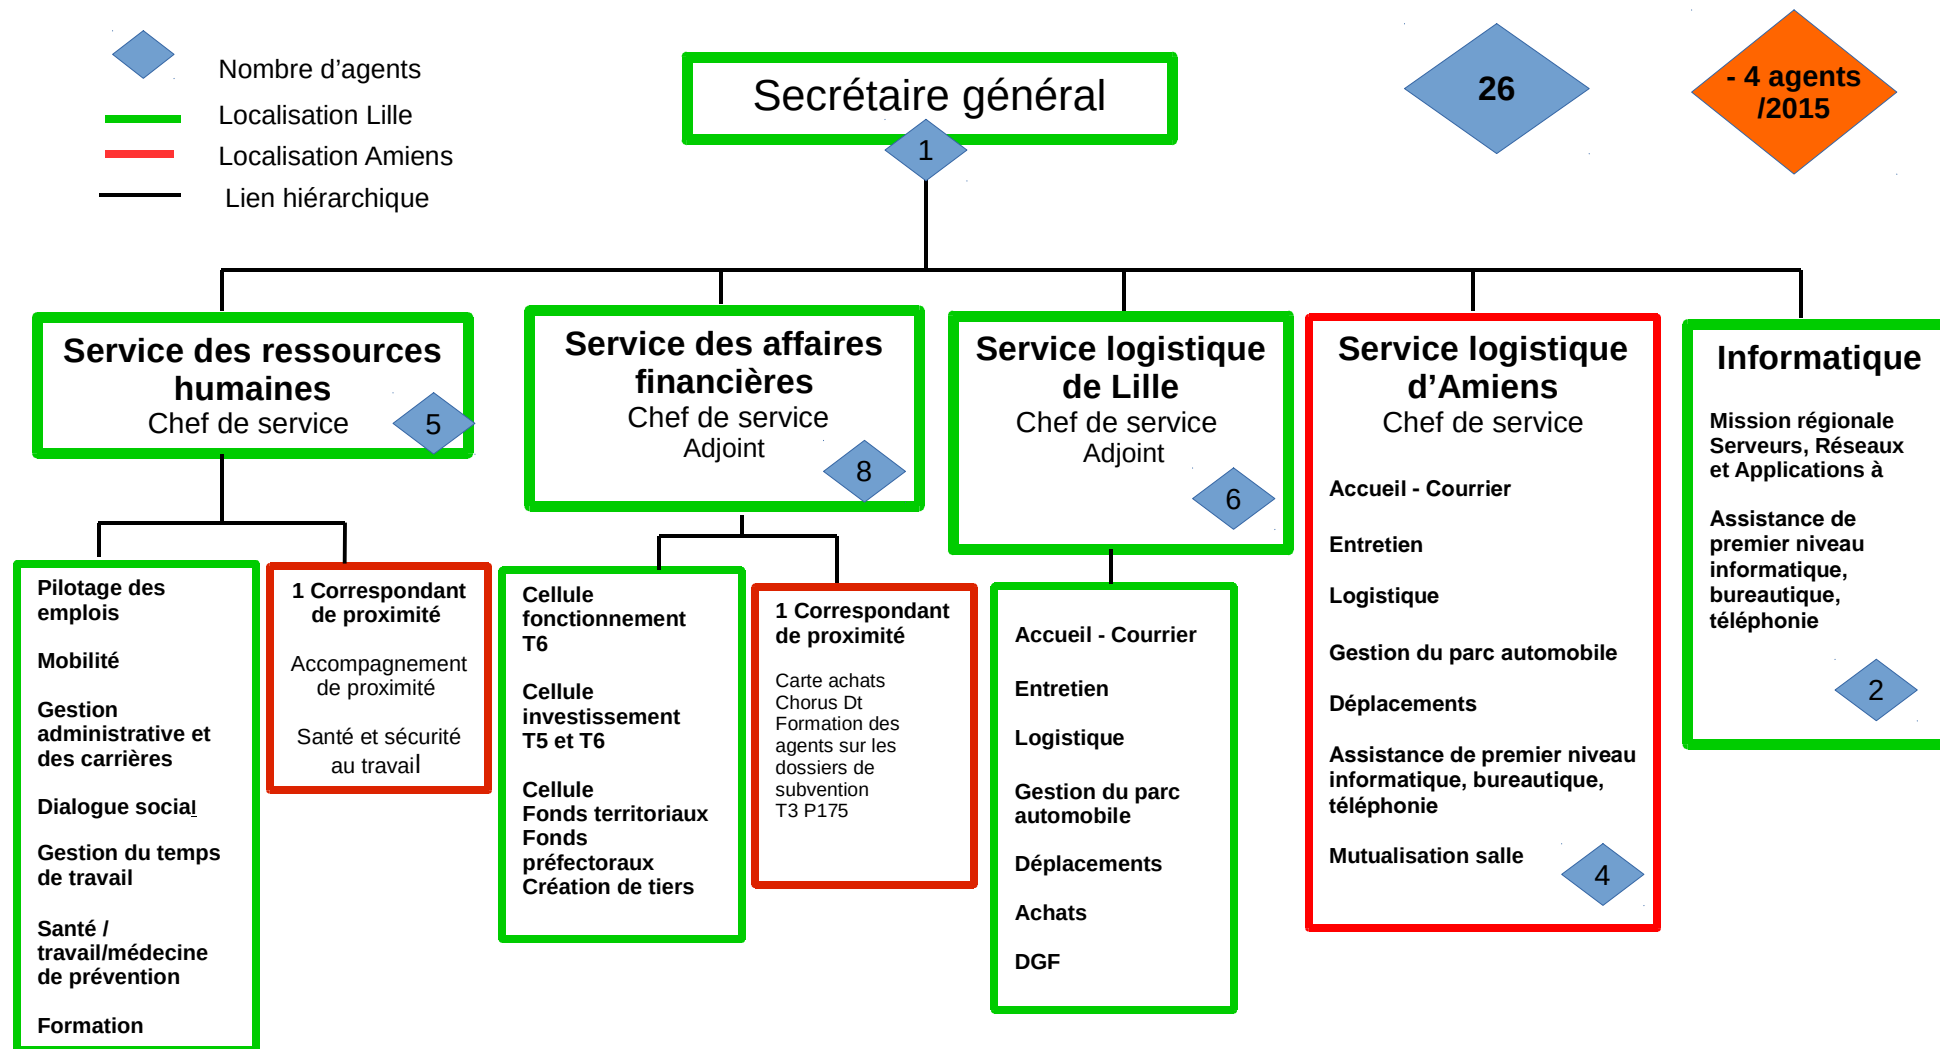 Nombre d'agents
Localisation Lille
Localisation Amiens
Lien hiérarchique
Secrétaire général
1
26
- 4 agents
/2015
Service des ressources
humaines
Chef de service
5
Service des affaires
financières
Chef de service
Adjoint
8
Service logistique
de Lille
Chef de service
Adjoint
6
Service logistique
d’Amiens
Chef de service
Accueil - Courrier
Entretien
Logistique
Gestion du parc automobile
Déplacements
Assistance de premier niveau
informatique, bureautique,
téléphonie
Mutualisation salle
4
Informatique
Mission régionale
Serveurs, Réseaux
et Applications à
Assistance de
premier niveau
informatique,
bureautique,
téléphonie
2
Pilotage des
emplois
Mobilité
Gestion
administrative et
des carrières
Dialogue social
Gestion du temps
de travail
Santé /
travail/médecine
de prévention
Formation
1 Correspondant
de proximité
Accompagnement
de proximité
Santé et sécurité
au travail
Cellule
fonctionnement
T6
Cellule
investissement
T5 et T6
Cellule
Fonds territoriaux
Fonds
préfectoraux
Création de tiers
1 Correspondant
de proximité
Carte achats
Chorus Dt
Formation des
agents sur les
dossiers de
subvention
T3 P175
Accueil - Courrier
Entretien
Logistique
Gestion du parc
automobile
Déplacements
Achats
DGF